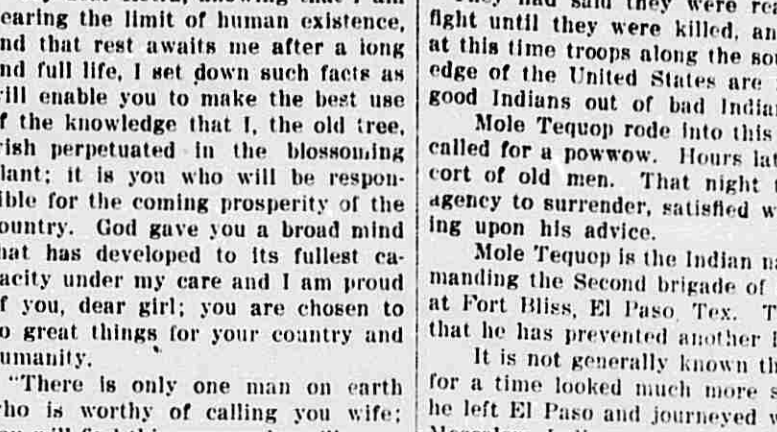 earing the limit of human existence,
nd that rest awaits me after a long
nd full life, I set down such facts as
ill enable you to make the best use
f the knowledge that I, the old tree,
ish perpetuated in the blossoming
lant; it is you who will be respon-
ible for the coming prosperity of the
ountry. God gave you a broad mind
hat has developed to its fullest ca-
acity under my care and I am proud
f you, dear girl; you are chosen to
o great things for your country and
umanity.
"There is only one man on earth
ho is worthy of calling you wife;
said they were
fight until they were killed, an
at this time troops along the sou
edge of the United States are
good Indians out of bad India
Mole Tequop rode into this
called for a powwow. Hours lat
cort of old men. That night
agency to surrender, satisfied w
ing upon his advice.
Mole Tequop is the Indian na
manding the Second brigade of
at Fort Bliss, El Paso, Tex. T
that he has prevented another
It is not generally known th
for a time looked much more s
he left El Paso and journeyed w